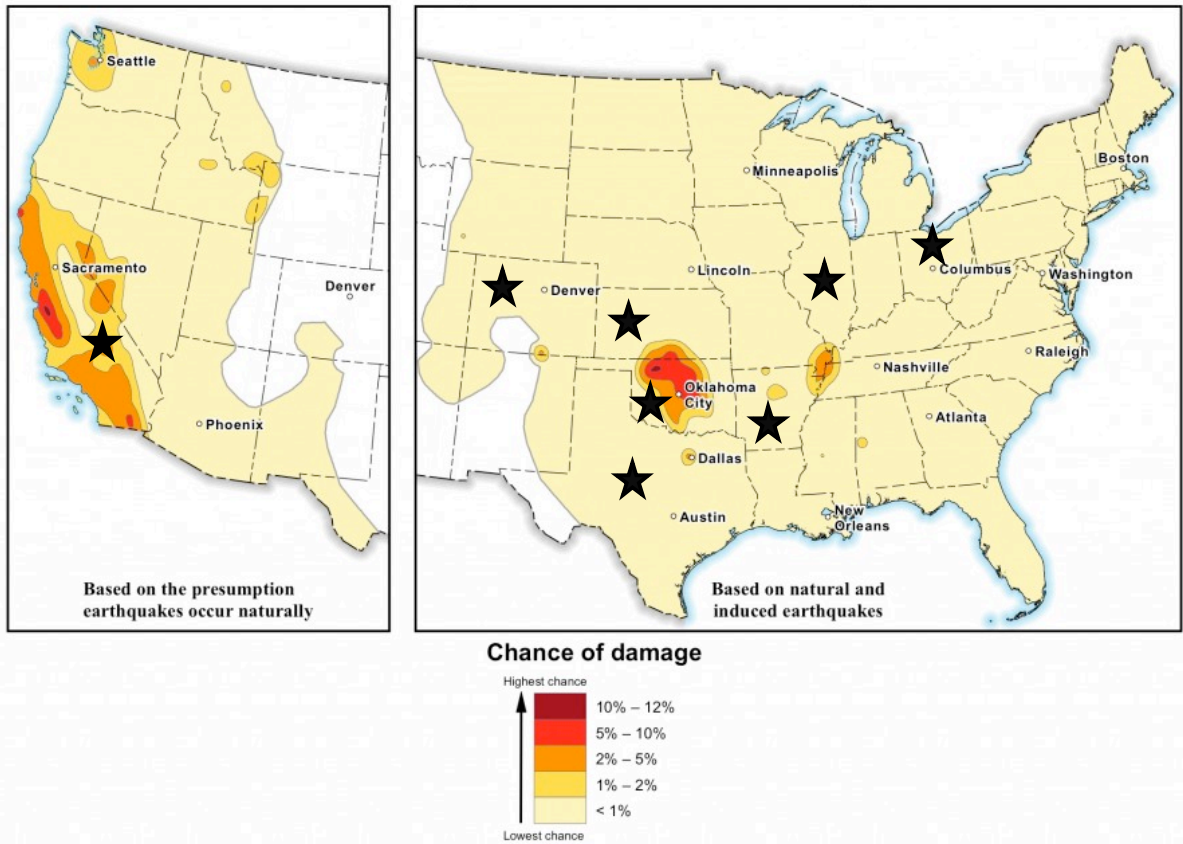 Seattle
Sacramento
Denver
Phoenix
Based on the presumption
earthquakes occur naturally
Minneapolis
Boston
Lincoln
Columbus
Washington
Denver
Raleigh
Nashville
Oklahoma
City
Atlanta
Dallas
Austin
New
Orleans
Based on natural and
induced earthquakes
Chance of damage
Highest chance
10% – 12%
5% – 10%
2% – 5%
1% – 2%
< 1%
Lowest chance